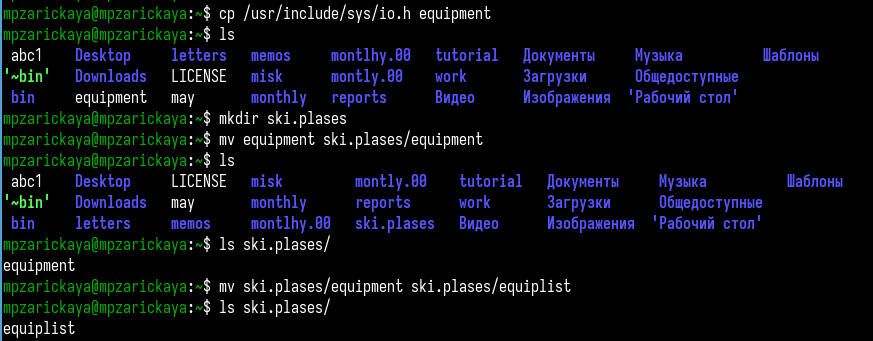 mpzarickaya@mpzarickaya:~$ cp /usr/include/sys/io.h equipment
mpzarickaya@mpzarickaya:~$ ls
abc1 Desktop letters memos montlhy.00 tutorial Документы Музыка Шаблоны
'~bin' Downloads LICENSE misk montly.00 work Загрузки Общедоступные
bin equipment may monthly reports Видео Изображения 'Рабочий стол'
mpzarickaya@mpzarickaya:~$ mkdir ski.plases
mpzarickaya@mpzarickaya:~$ mv equipment ski.plases/equipment
mpzarickaya@mpzarickaya:~$ ls
abc1 Desktop LICENSE misk montly.00 tutorial Документы Музыка Шаблоны
'~bin' Downloads may monthly reports work Загрузки Общедоступные
bin letters memos montlhy.00 ski.plases Видео Изображения 'Рабочий стол'
mpzarickaya@mpzarickaya:~$ ls ski.plases/
equipment
mpzarickaya@mpzarickaya:~$ mv ski.plases/equipment ski.plases/equiplist
mpzarickaya@mpzarickaya:~$ ls ski.plases/
equiplist